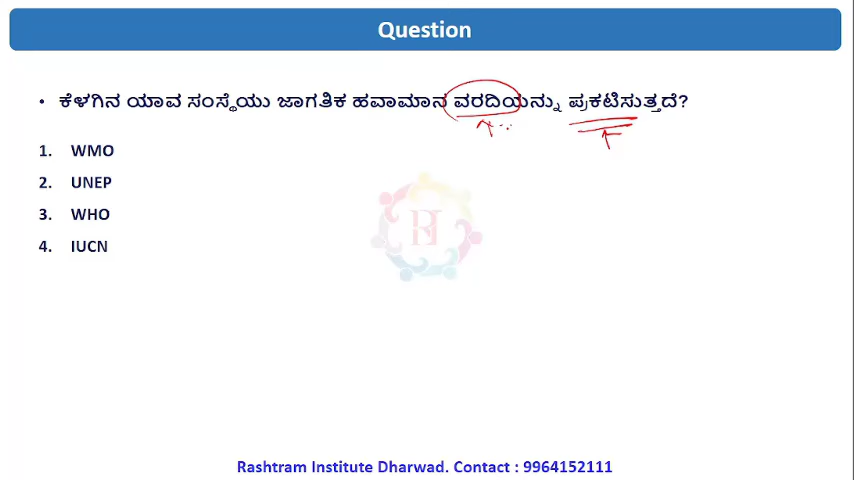 Question
• ಕೆಳಗಿನ ಯಾವ ಸಂಸ್ಥೆಯು ಜಾಗತಿಕ ಹವಾಮಾನ ವರದಿಯನ್ನು ಪ್ರಕಟಿಸುತ್ತದೆ?
1. WMO
2. UNEP
3. WHO
4. IUCN
Rashtram Institute Dharwad. Contact : 9964152111